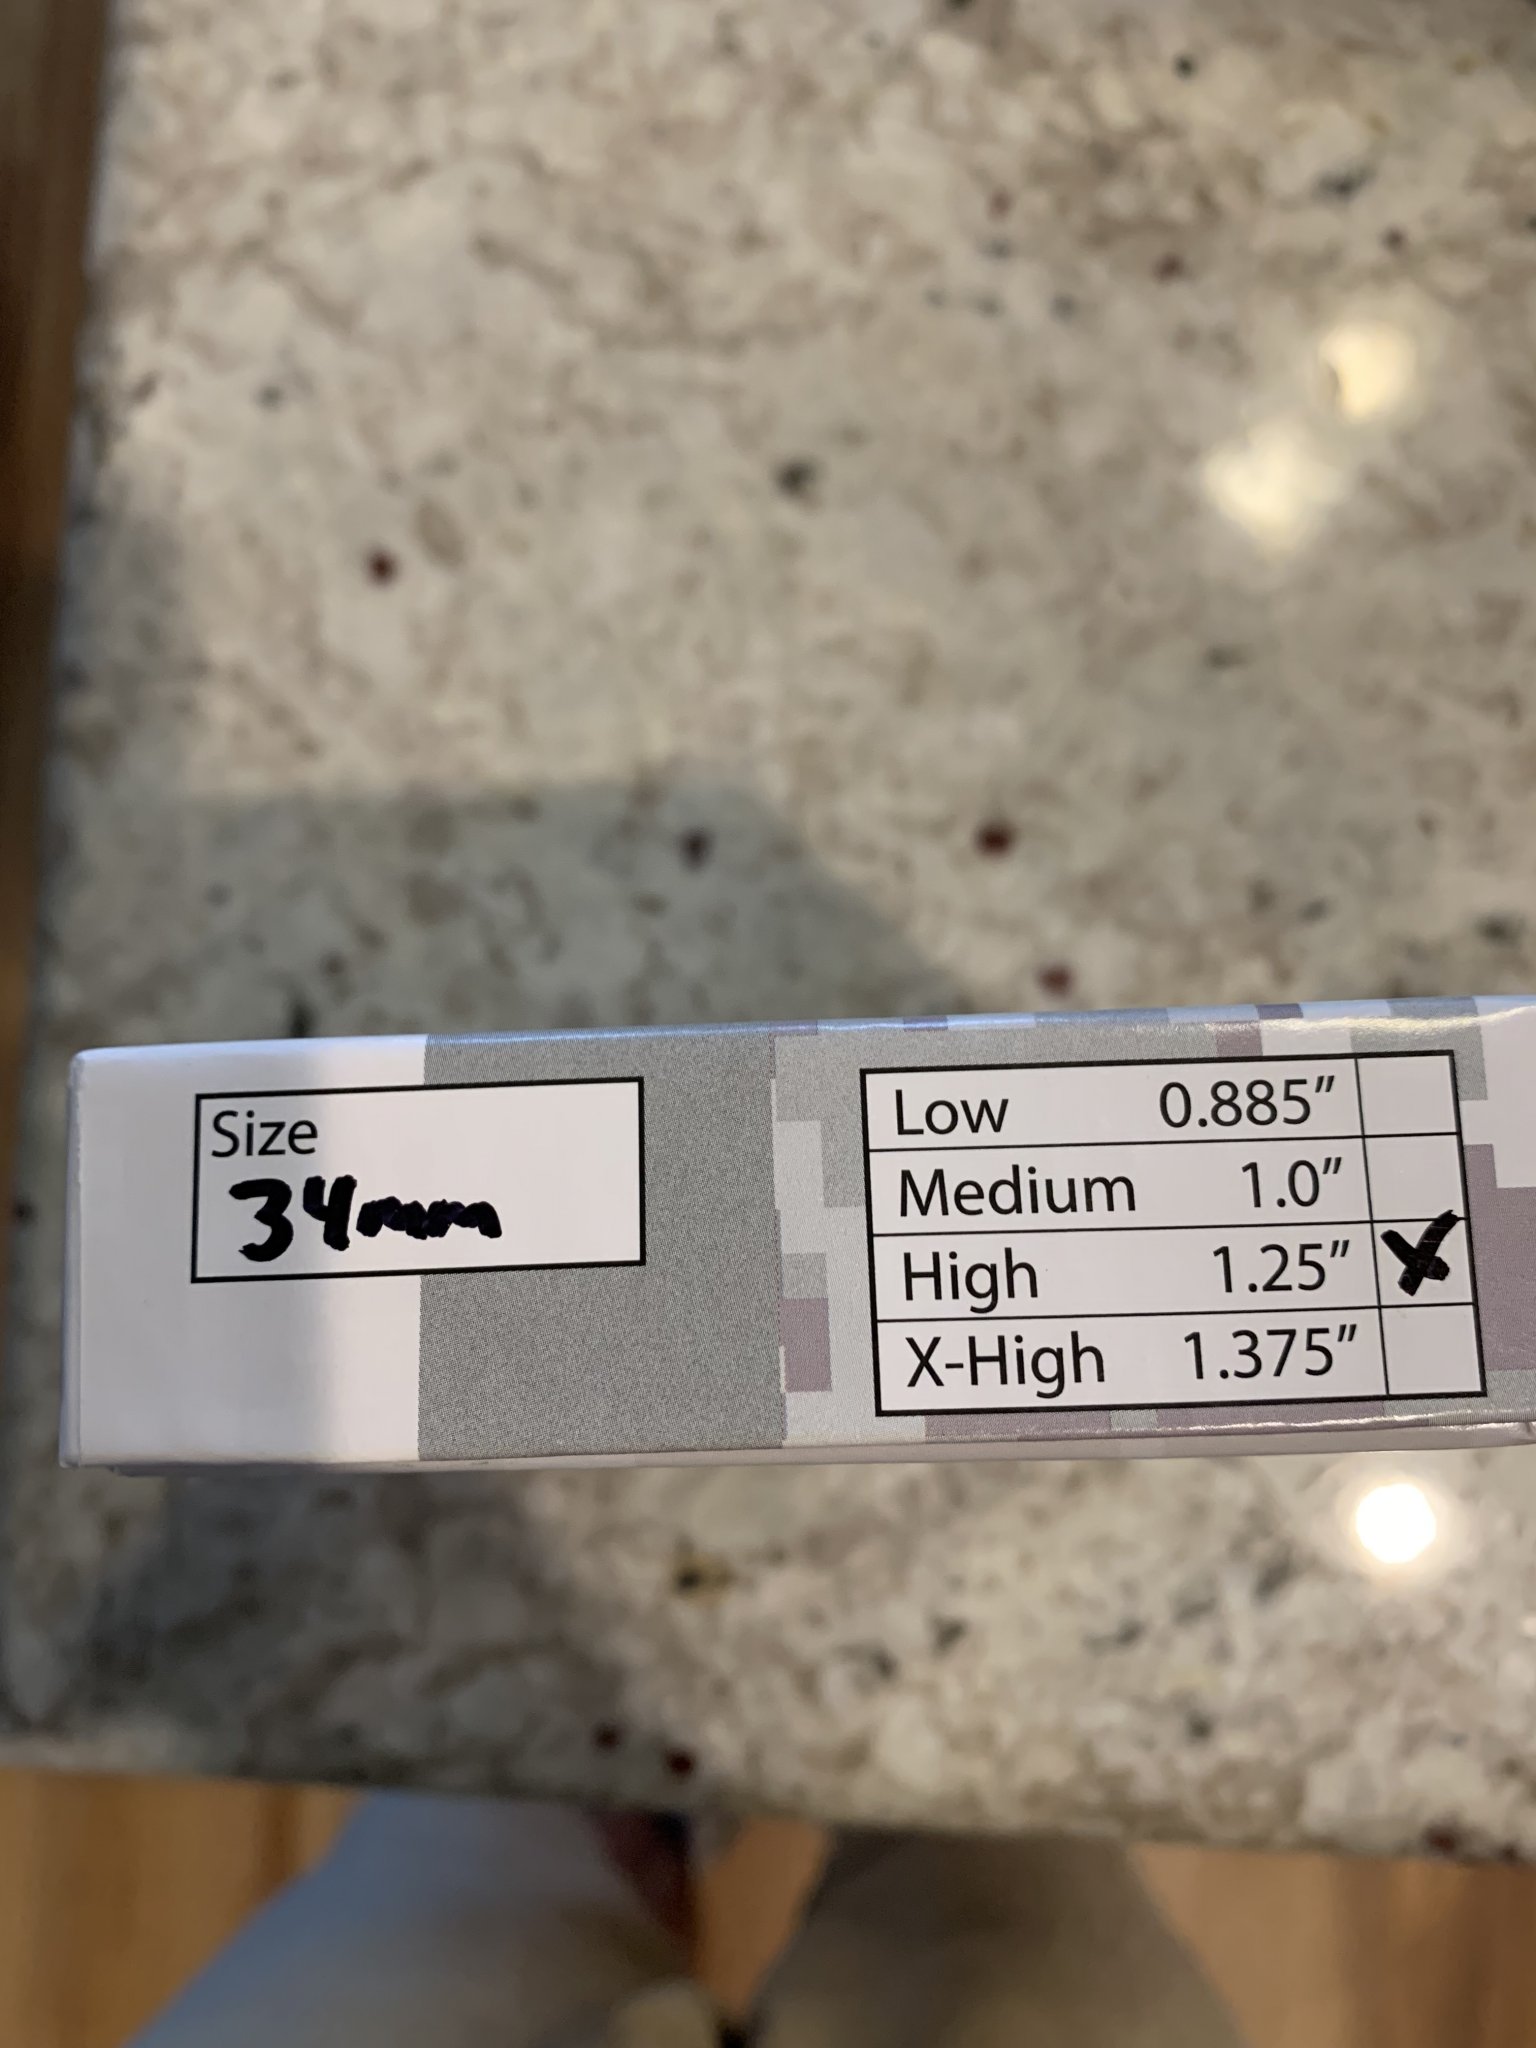 Size
34mm
Low 0.885”
Medium 1.0”
High 1.25” X
X-High 1.375”